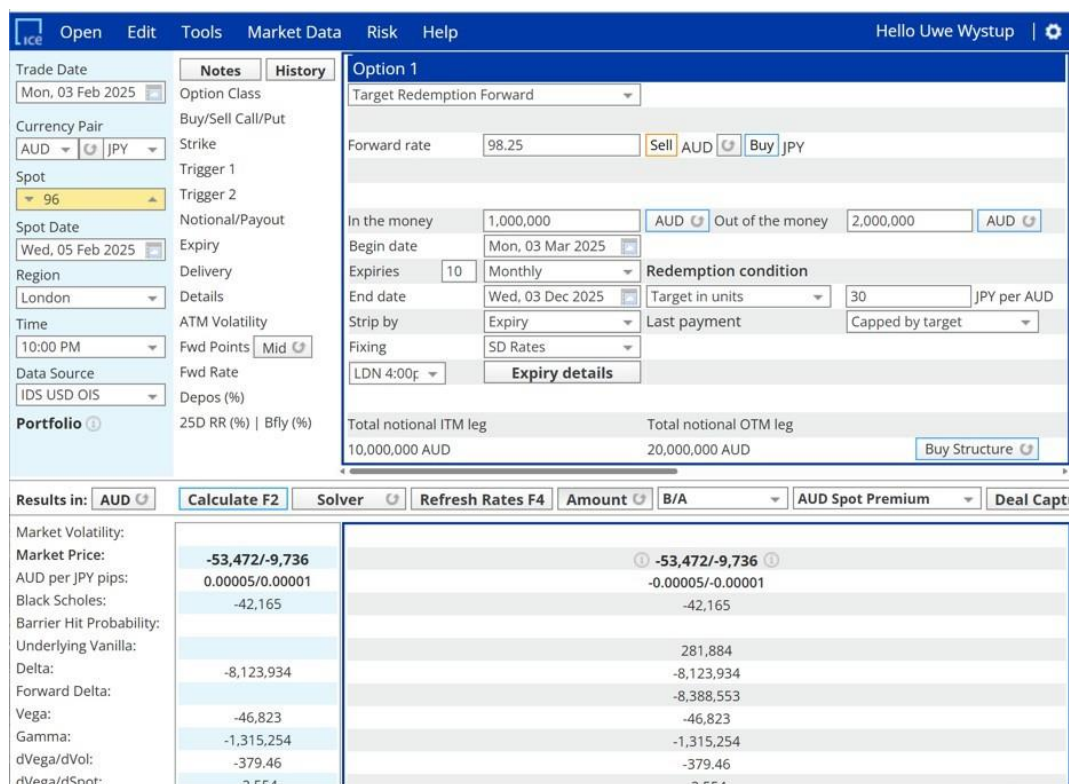 ice Open Edit Tools Market Data Risk Help Hello Uwe Wystup
Trade Date
Mon, 03 Feb 2025
Currency Pair
AUD JPY
Spot
96
Spot Date
Wed, 05 Feb 2025
Region
London
Time
10:00 PM
Data Source
IDS USD OIS
Portfolio
Notes History
Option Class
Buy/Sell Call/Put
Strike
Trigger 1
Trigger 2
Notional/Payout
Expiry
Delivery
Details
ATM Volatility
Fwd Points Mid
Fwd Rate
Depos (%)
25D RR (%) | Bfly (%)
Option 1
Target Redemption Forward
Forward rate 98.25 Sell AUD Buy JPY
In the money 1,000,000 AUD Out of the money 2,000,000 AUD
Begin date Mon, 03 Mar 2025
Expiries 10 Monthly Redemption condition
End date Wed, 03 Dec 2025 Target in units 30 JPY per AUD
Strip by Expiry Last payment Capped by target
Fixing SD Rates
LDN 4:00p Expiry details
Total notional ITM leg Total notional OTM leg
10,000,000 AUD 20,000,000 AUD Buy Structure
Results in: AUD Calculate F2 Solver Refresh Rates F4 Amount B/A AUD Spot Premium Deal Capt
Market Volatility:
Market Price: -53,472/-9,736 -53,472/-9,736
AUD per JPY pips: 0.00005/0.00001 -0.00005/-0.00001
Black Scholes: -42,165 -42,165
Barrier Hit Probability:
Underlying Vanilla: 281,884
Delta: -8,123,934 -8,123,934
Forward Delta: -8,388,553
Vega: -46,823 -46,823
Gamma: -1,315,254 -1,315,254
dVega/dVol: -379.46 -379.46
dVega/dSpot: